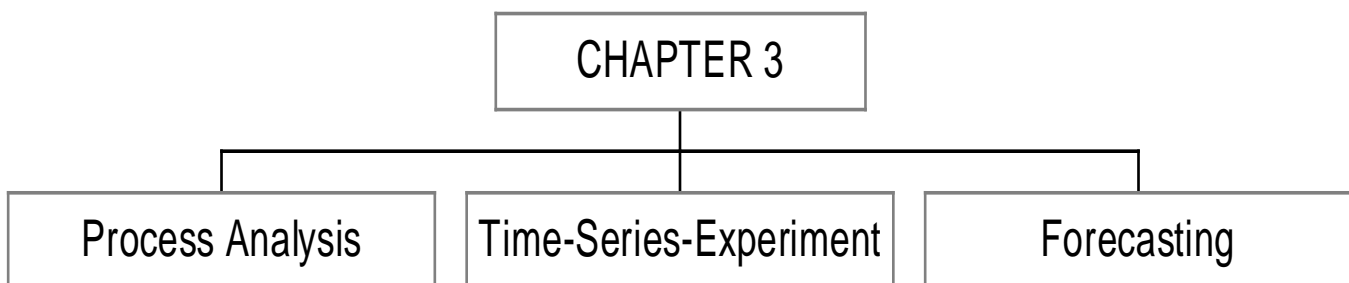 CHAPTER 3
Process Analysis
Time-Series-Experiment
Forecasting